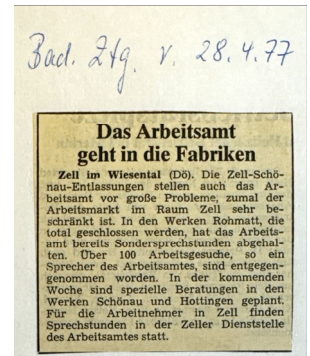 Bad. Ztg. v. 28.4.77
Das Arbeitsamt
geht in die Fabriken
Zell im Wiesental (Dö). Die Zell-Schö-
nau-Entlassungen stellen auch das Ar-
beitsamt vor große Probleme, zumal der
Arbeitsmarkt im Raum Zell sehr be-
schränkt ist. In den Werken Rohmatt, die
total geschlossen werden, hat das Arbeits-
amt bereits Sondersprechstunden abgehal-
ten. Über 100 Arbeitsgesuche, so ein
Sprecher des Arbeitsamtes, sind entgegen-
genommen worden. In der kommenden
Woche sind spezielle Beratungen in den
Werken Schönau und Hottingen geplant.
Für die Arbeitnehmer in Zell finden
Sprechstunden in der Zeller Dienststelle
des Arbeitsamtes statt.